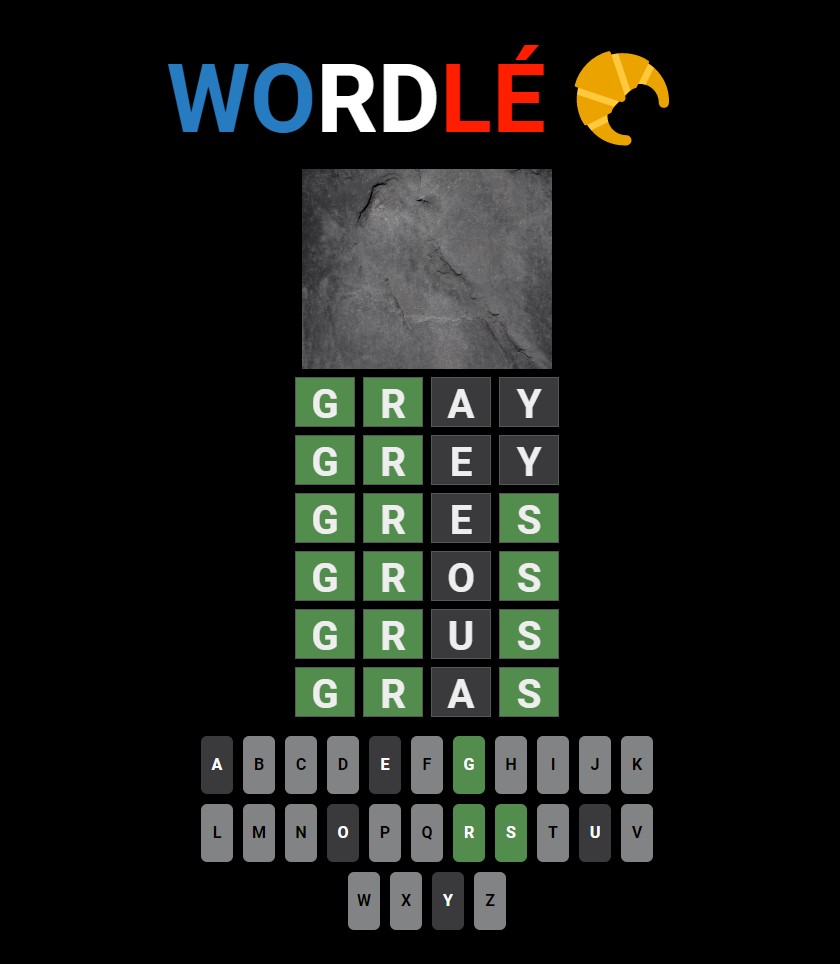 WORDLÉ
G R A Y
G R E Y
G R E S
G R O S
G R U S
G R A S
A B C D E F G H I J K
L M N O P Q R S T U V
W X Y Z